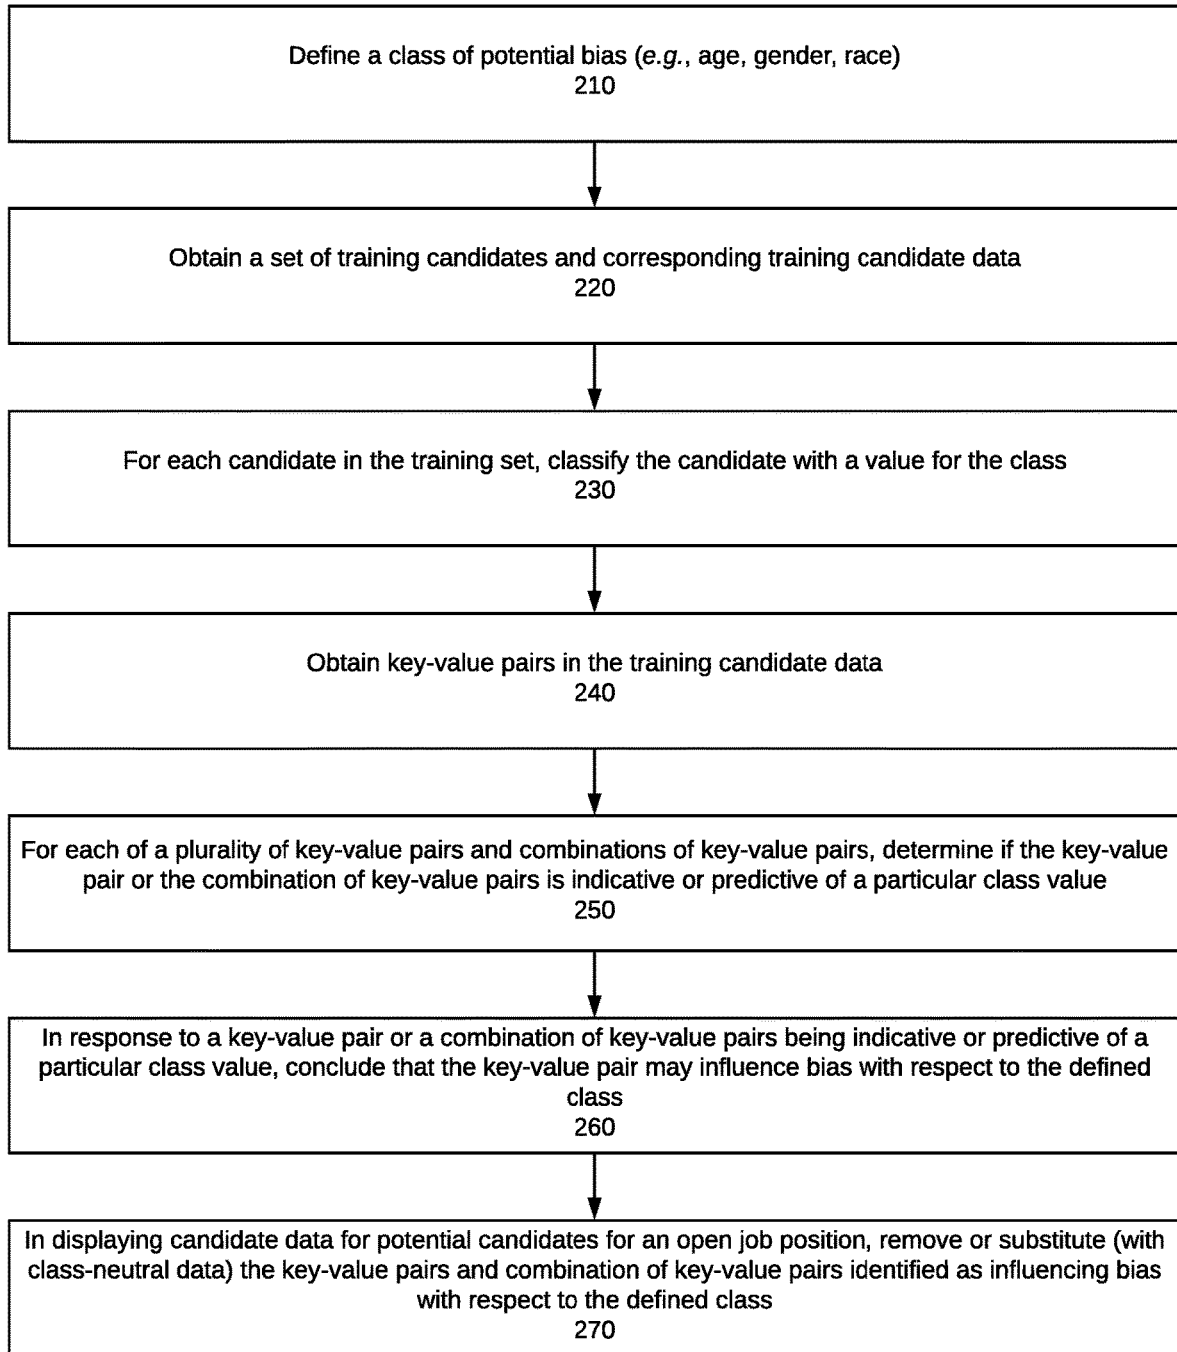 Define a class of potential bias (e.g., age, gender, race)
210
Obtain a set of training candidates and corresponding training candidate data
220
For each candidate in the training set, classify the candidate with a value for the class
230
Obtain key-value pairs in the training candidate data
240
For each of a plurality of key-value pairs and combinations of key-value pairs, determine if the key-value
pair or the combination of key-value pairs is indicative or predictive of a particular class value
250
In response to a key-value pair or a combination of key-value pairs being indicative or predictive of a
particular class value, conclude that the key-value pair may influence bias with respect to the defined
class
260
In displaying candidate data for potential candidates for an open job position, remove or substitute (with
class-neutral data) the key-value pairs and combination of key-value pairs identified as influencing bias
with respect to the defined class
270